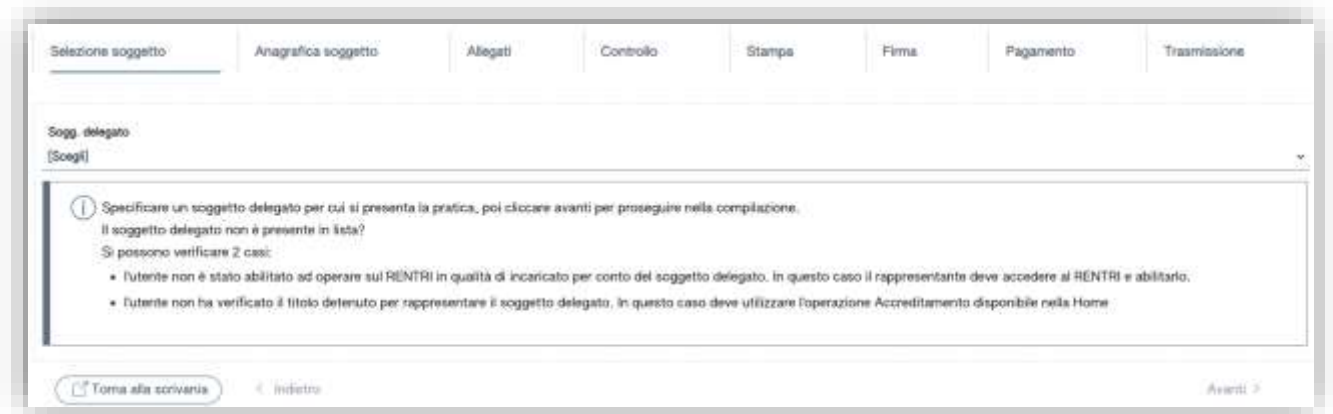 Selezione soggetto Anagrafica soggetto Allegati Controllo Stampa Firma Pagamento Trasmissione
Sogg. delegato
[Scegli]
Specificare un soggetto delegato per cui si presenta la pratica, poi cliccare avanti per proseguire nella compilazione.
Il soggetto delegato non è presente in lista?
Si possono verificare 2 casi:
• l'utente non è stato abilitato ad operare sul RENTRI in qualità di incaricato per conto del soggetto delegato. In questo caso il rappresentante deve accedere al RENTRI e abilitarlo.
• l'utente non ha verificato il titolo detenuto per rappresentare il soggetto delegato. In questo caso deve utilizzare l'operazione Accreditamento disponibile nella Home
Torna alla scrivania < Indietro Avanti >